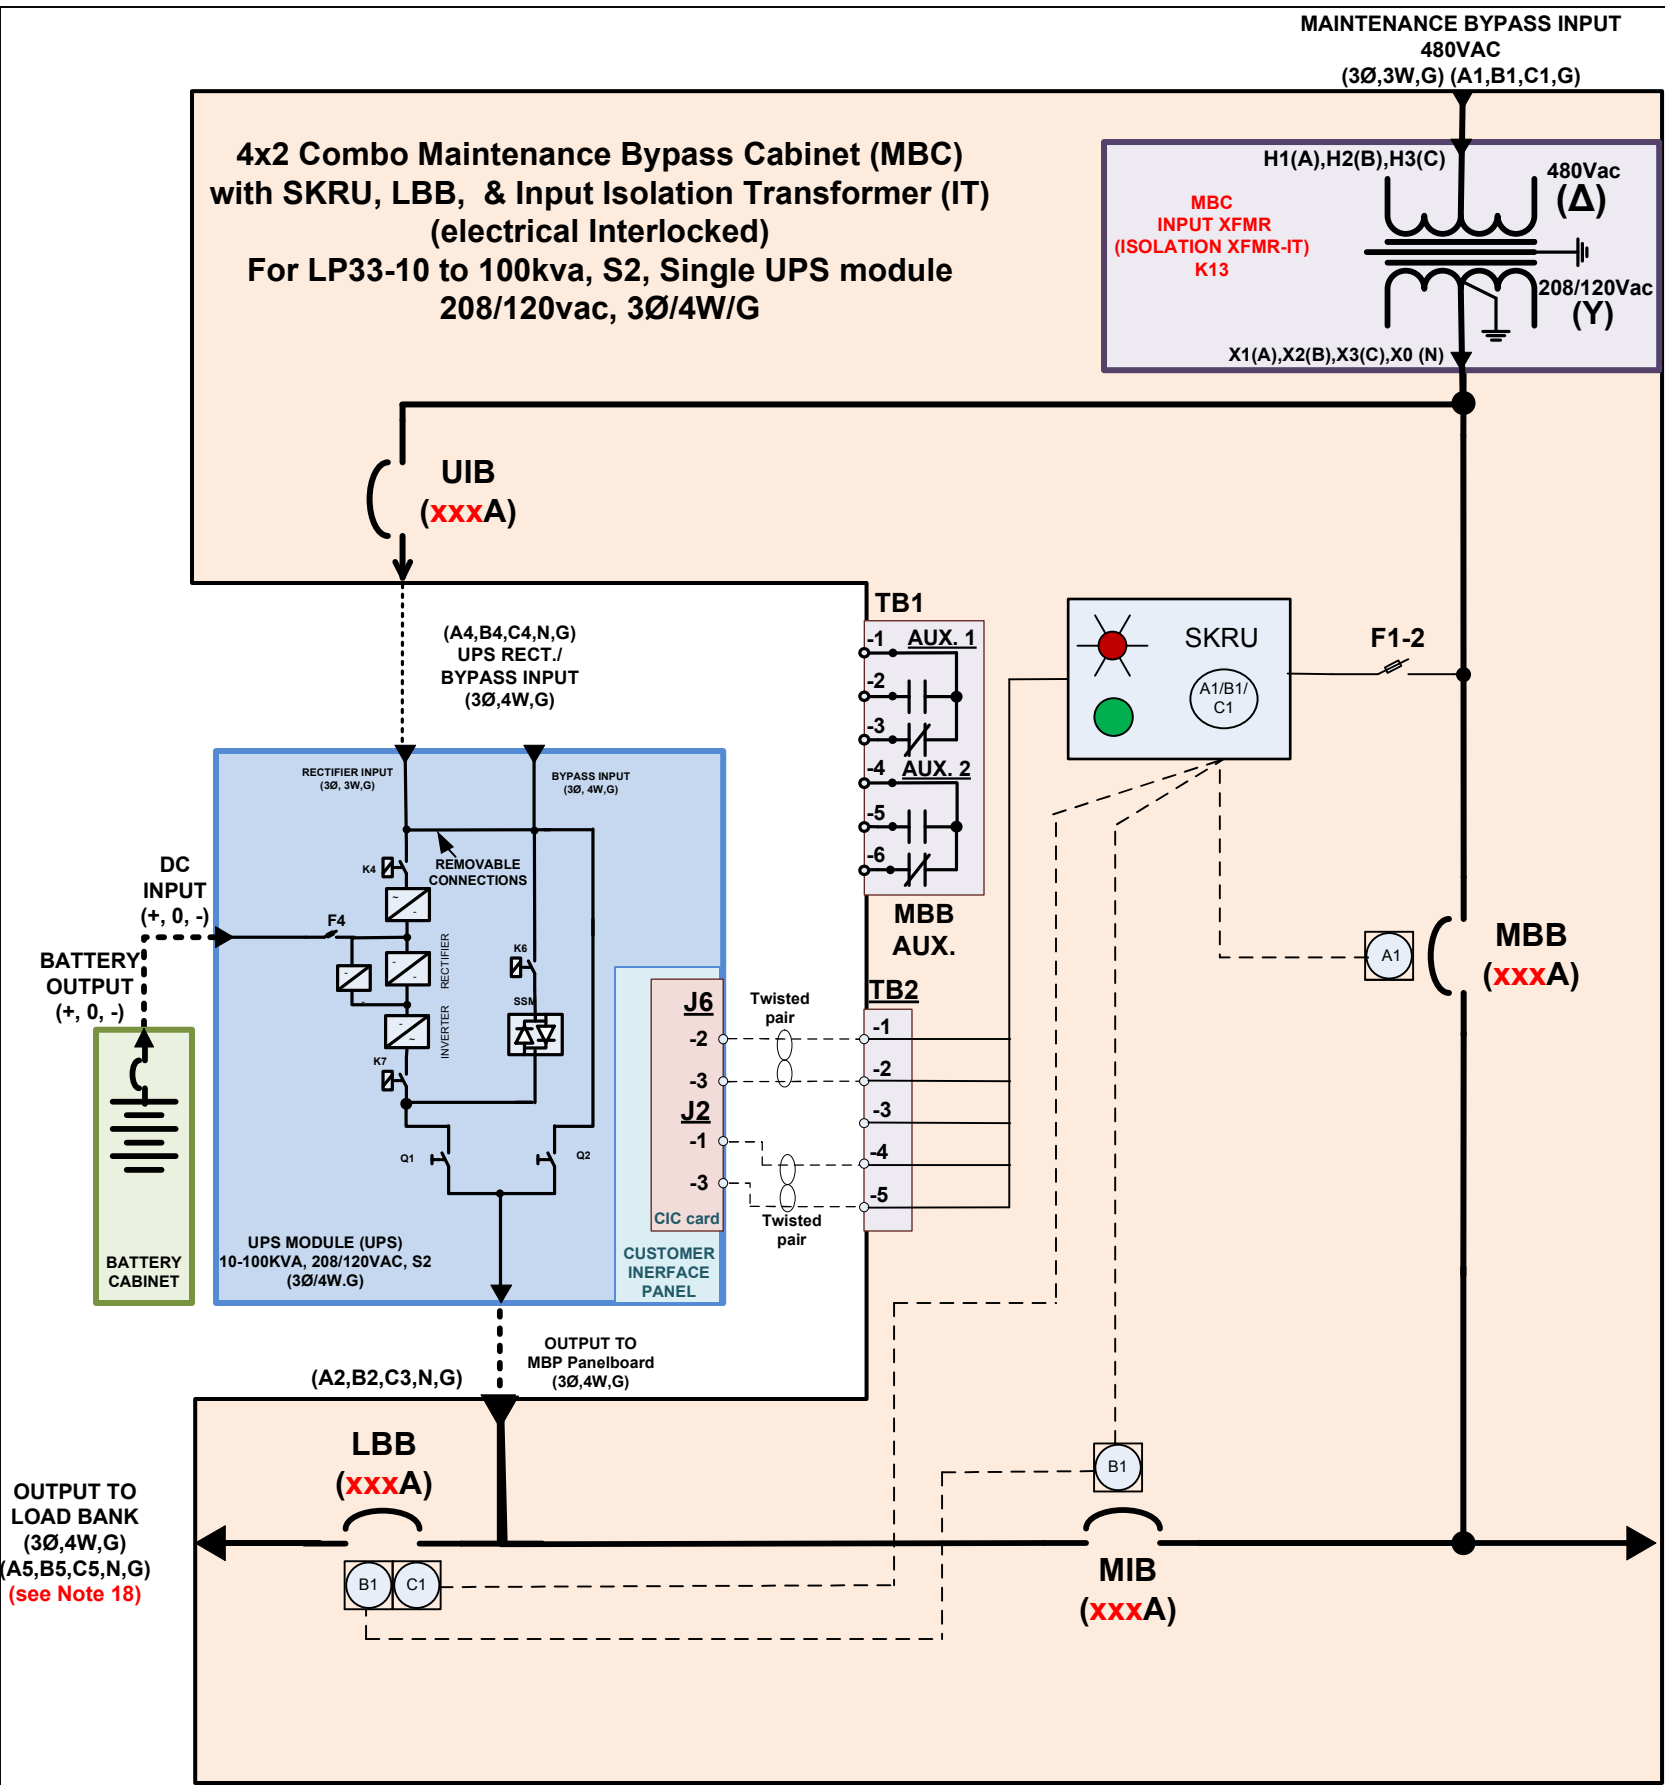 MAINTENANCE BYPASS INPUT
480VAC
(3Ø,3W,G) (A1,B1,C1,G)
4x2 Combo Maintenance Bypass Cabinet (MBC)
with SKRU, LBB, & Input Isolation Transformer (IT)
(electrical Interlocked)
For LP33-10 to 100kva, S2, Single UPS module
208/120vac, 3Ø/4W/G
H1(A),H2(B),H3(C)
480Vac
(Δ)
MBC
INPUT XFMR
(ISOLATION XFMR-IT)
K13
208/120Vac
(Y)
X1(A),X2(B),X3(C),X0 (N)
UIB
(xxxA)
(A4,B4,C4,N,G)
UPS RECT./
BYPASS INPUT
(3Ø,4W,G)
TB1
-1 AUX. 1
-2
-3
-4 AUX. 2
-5
-6
MBB
AUX.
SKRU
A1/B1/
C1
F1-2
RECTIFIER INPUT
(3Ø, 3W,G)
BYPASS INPUT
(3Ø, 4W,G)
REMOVABLE
CONNECTIONS
K4
DC
INPUT
(+, 0, -)
F4
RECTIFIER
K6
SSM
INVERTER
K7
Q1
Q2
BATTERY
OUTPUT
(+, 0, -)
BATTERY
CABINET
UPS MODULE (UPS)
10-100KVA, 208/120VAC, S2
(3Ø/4W.G)
J6
-2
-3
J2
-1
-3
CIC card
CUSTOMER
INERFACE
PANEL
Twisted
pair
Twisted
pair
TB2
-1
-2
-3
-4
-5
A1
MBB
(xxxA)
OUTPUT TO
MBP Panelboard
(3Ø,4W,G)
(A2,B2,C3,N,G)
LBB
(xxxA)
B1
OUTPUT TO
LOAD BANK
(3Ø,4W,G)
(A5,B5,C5,N,G)
(see Note 18)
B1
C1
MIB
(xxxA)